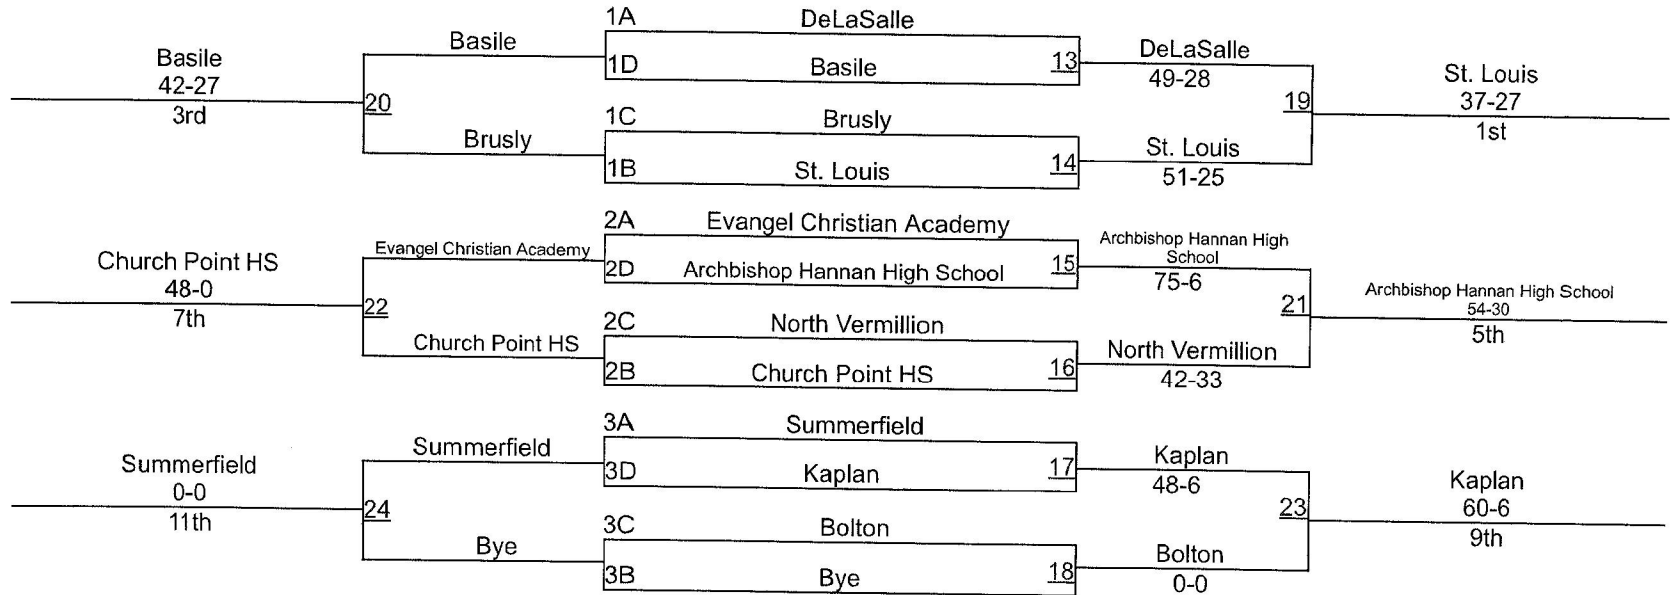 1A DeLaSalle
Basile
1D Basile 13
DeLaSalle
49-28
Basile
42-27
3rd
20
19
St. Louis
37-27
1st
1C Brusly
Brusly
1B St. Louis 14
St. Louis
51-25
2A Evangel Christian Academy
Evangel Christian Academy
2D Archbishop Hannan High School 15
Archbishop Hannan High
School
75-6
Church Point HS
48-0
7th
22
21
Archbishop Hannan High School
54-30
5th
2C North Vermillion
Church Point HS
2B Church Point HS 16
North Vermillion
42-33
3A Summerfield
Summerfield
3D Kaplan 17
Kaplan
48-6
Summerfield
0-0
11th
24
23
Kaplan
60-6
9th
3C Bolton
Bye
3B Bye 18
Bolton
0-0